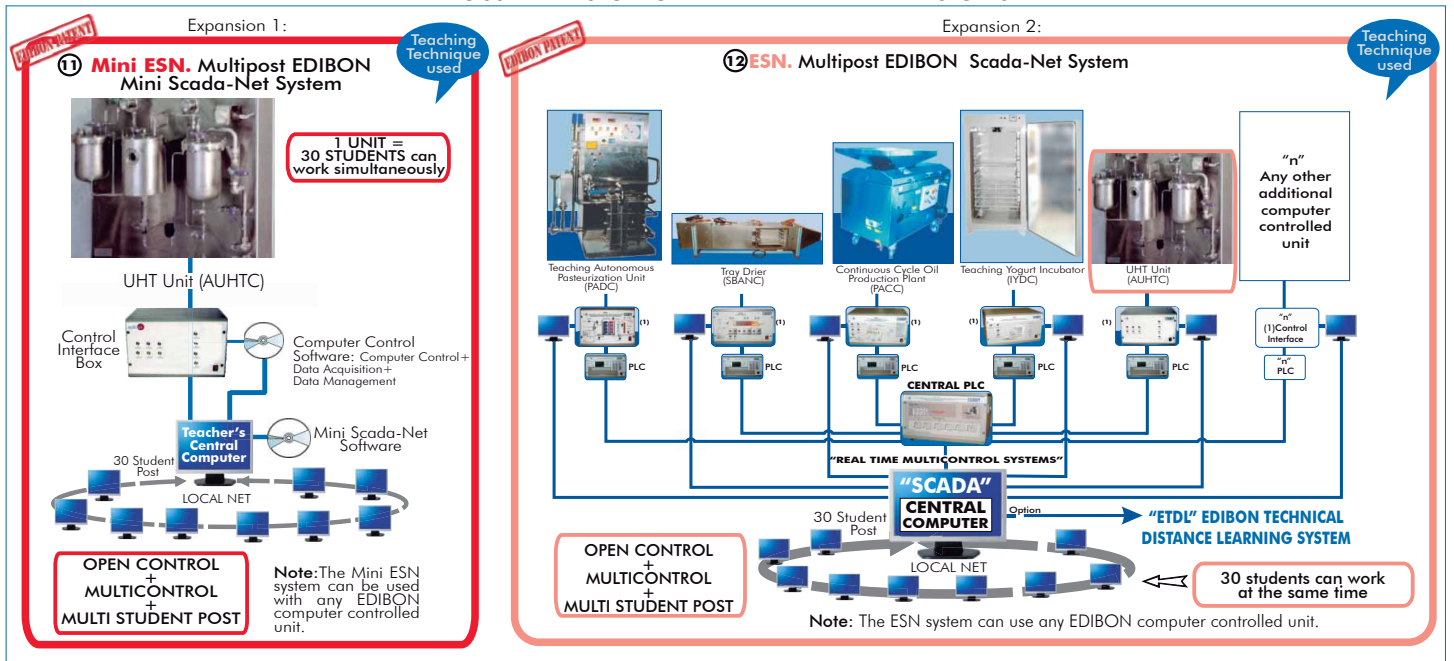 Expansion 1:
EDIBON PATENT
Teaching
Technique
used
11 Mini ESN. Multipost EDIBON
Mini Scada-Net System
1 UNIT =
30 STUDENTS can
work simultaneously
UHT Unit (AUHTC)
Control
Interface
Box
Computer Control
Software: Computer Control+
Data Acquisition+
Data Management
Teacher's
Central
Computer
Mini Scada-Net
Software
30 Student
Post
LOCAL NET
OPEN CONTROL
+
MULTICONTROL
+
MULTI STUDENT POST
Note:The Mini ESN
system can be used
with any EDIBON
computer controlled
unit.
Expansion 2:
EDIBON PATENT
Teaching
Technique
used
12 ESN. Multipost EDIBON Scada-Net System
Teaching Autonomous
Pasteurization Unit
(PADC)
Tray Drier
(SBANC)
Continuous Cycle Oil
Production Plant
(PACC)
Teaching Yogurt Incubator
(IYDC)
UHT Unit
(AUHTC)
"n"
Any other
additional
computer
controlled
unit
(1)
(1)
(1)
(1)
(1)
"n"
(1)Control
Interface
PLC
PLC
PLC
PLC
PLC
"n"
PLC
CENTRAL PLC
"REAL TIME MULTICONTROL SYSTEMS"
"SCADA"
CENTRAL
COMPUTER
Option
"ETDL" EDIBON TECHNICAL
DISTANCE LEARNING SYSTEM
30 Student
Post
LOCAL NET
OPEN CONTROL
+
MULTICONTROL
+
MULTI STUDENT POST
30 students can work
at the same time
Note: The ESN system can use any EDIBON computer controlled unit.